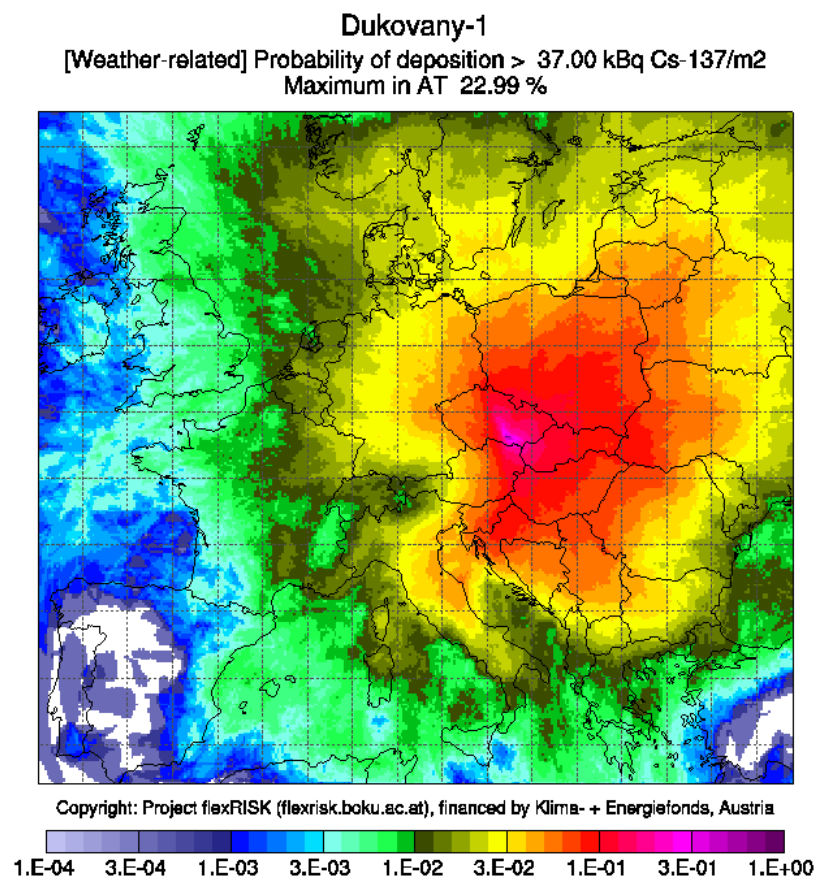 Dukovany-1
[Weather-related] Probability of deposition > 37.00 kBq Cs-137/m2
Maximum in AT 22.99 %
Copyright: Project flexRISK (flexrisk.boku.ac.at), financed by Klima- + Energiefonds, Austria
1.E-04 3.E-04 1.E-03 3.E-03 1.E-02 3.E-02 1.E-01 3.E-01 1.E+00